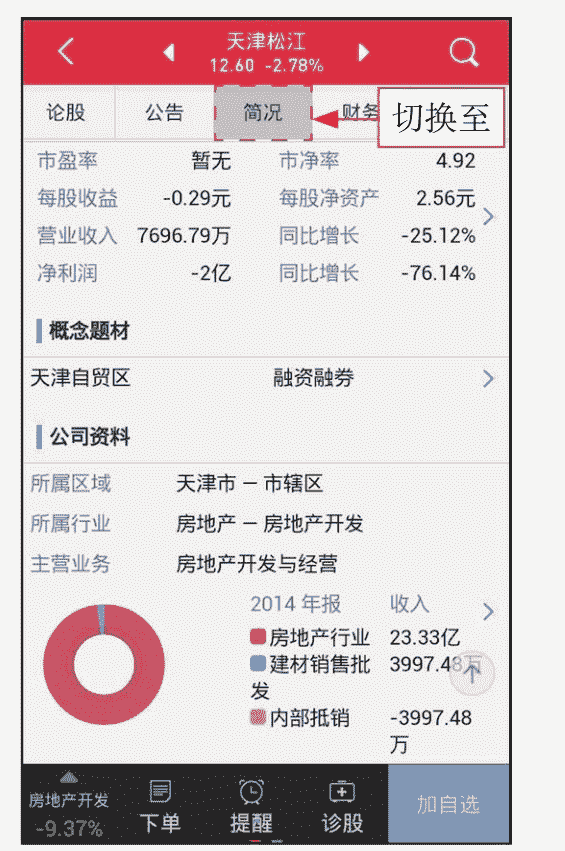 天津松江
12.60 -2.78%
论股 公告 简况 财务 切换至
市盈率 暂无 市净率 4.92
每股收益 -0.29元 每股净资产 2.56元
营业收入 7696.79万 同比增长 -25.12%
净利润 -2亿 同比增长 -76.14%
概念题材
天津自贸区 融资融券
公司资料
所属区域 天津市 — 市辖区
所属行业 房地产 — 房地产开发
主营业务 房地产开发与经营
2014 年报 收入
房地产行业 23.33亿
建材销售批 3997.48万
发
内部抵销 -3997.48
万
房地产开发 下单 提醒 诊股 加自选
-9.37%